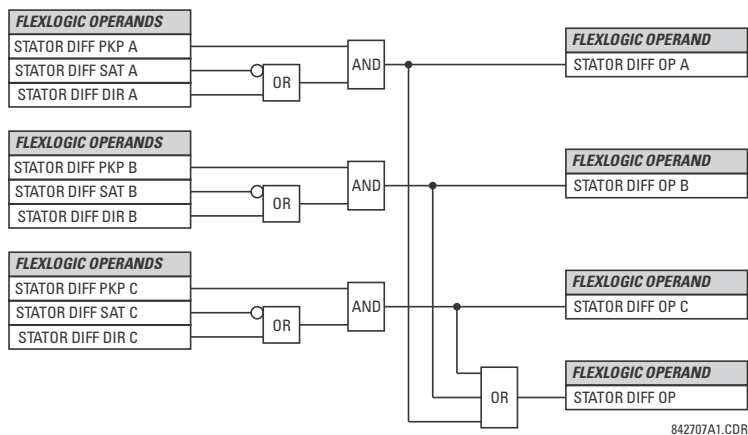 FLEXLOGIC OPERANDS
STATOR DIFF PKP A
STATOR DIFF SAT A
STATOR DIFF DIR A
OR
AND
FLEXLOGIC OPERAND
STATOR DIFF OP A
FLEXLOGIC OPERANDS
STATOR DIFF PKP B
STATOR DIFF SAT B
STATOR DIFF DIR B
OR
AND
FLEXLOGIC OPERAND
STATOR DIFF OP B
FLEXLOGIC OPERANDS
STATOR DIFF PKP C
STATOR DIFF SAT C
STATOR DIFF DIR C
OR
AND
FLEXLOGIC OPERAND
STATOR DIFF OP C
OR
FLEXLOGIC OPERAND
STATOR DIFF OP
842707A1.CDR